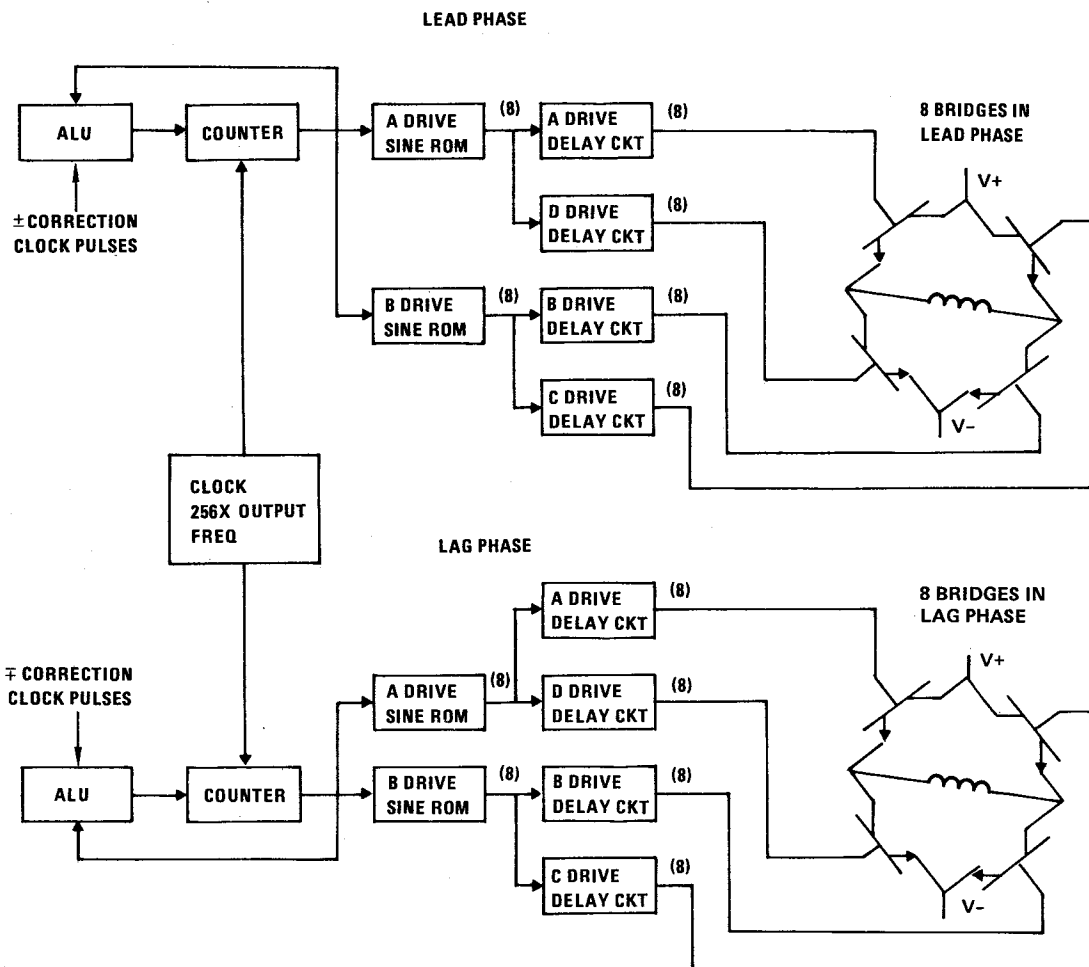 LEAD PHASE
ALU
COUNTER
A DRIVE
SINE ROM
(8)
A DRIVE
DELAY CKT
(8)
8 BRIDGES IN
LEAD PHASE
V+
± CORRECTION
CLOCK PULSES
D DRIVE
DELAY CKT
(8)
B DRIVE
SINE ROM
(8)
B DRIVE
DELAY CKT
(8)
C DRIVE
DELAY CKT
(8)
V-
CLOCK
256X OUTPUT
FREQ
LAG PHASE
A DRIVE
DELAY CKT
(8)
8 BRIDGES IN
LAG PHASE
V+
∓ CORRECTION
CLOCK PULSES
A DRIVE
SINE ROM
(8)
D DRIVE
DELAY CKT
(8)
ALU
COUNTER
B DRIVE
SINE ROM
(8)
B DRIVE
DELAY CKT
(8)
C DRIVE
DELAY CKT
(8)
V-